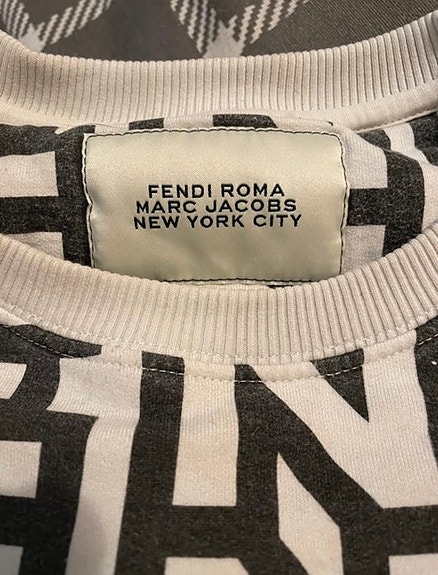 FENDI ROMA
MARC JACOBS
NEW YORK CITY